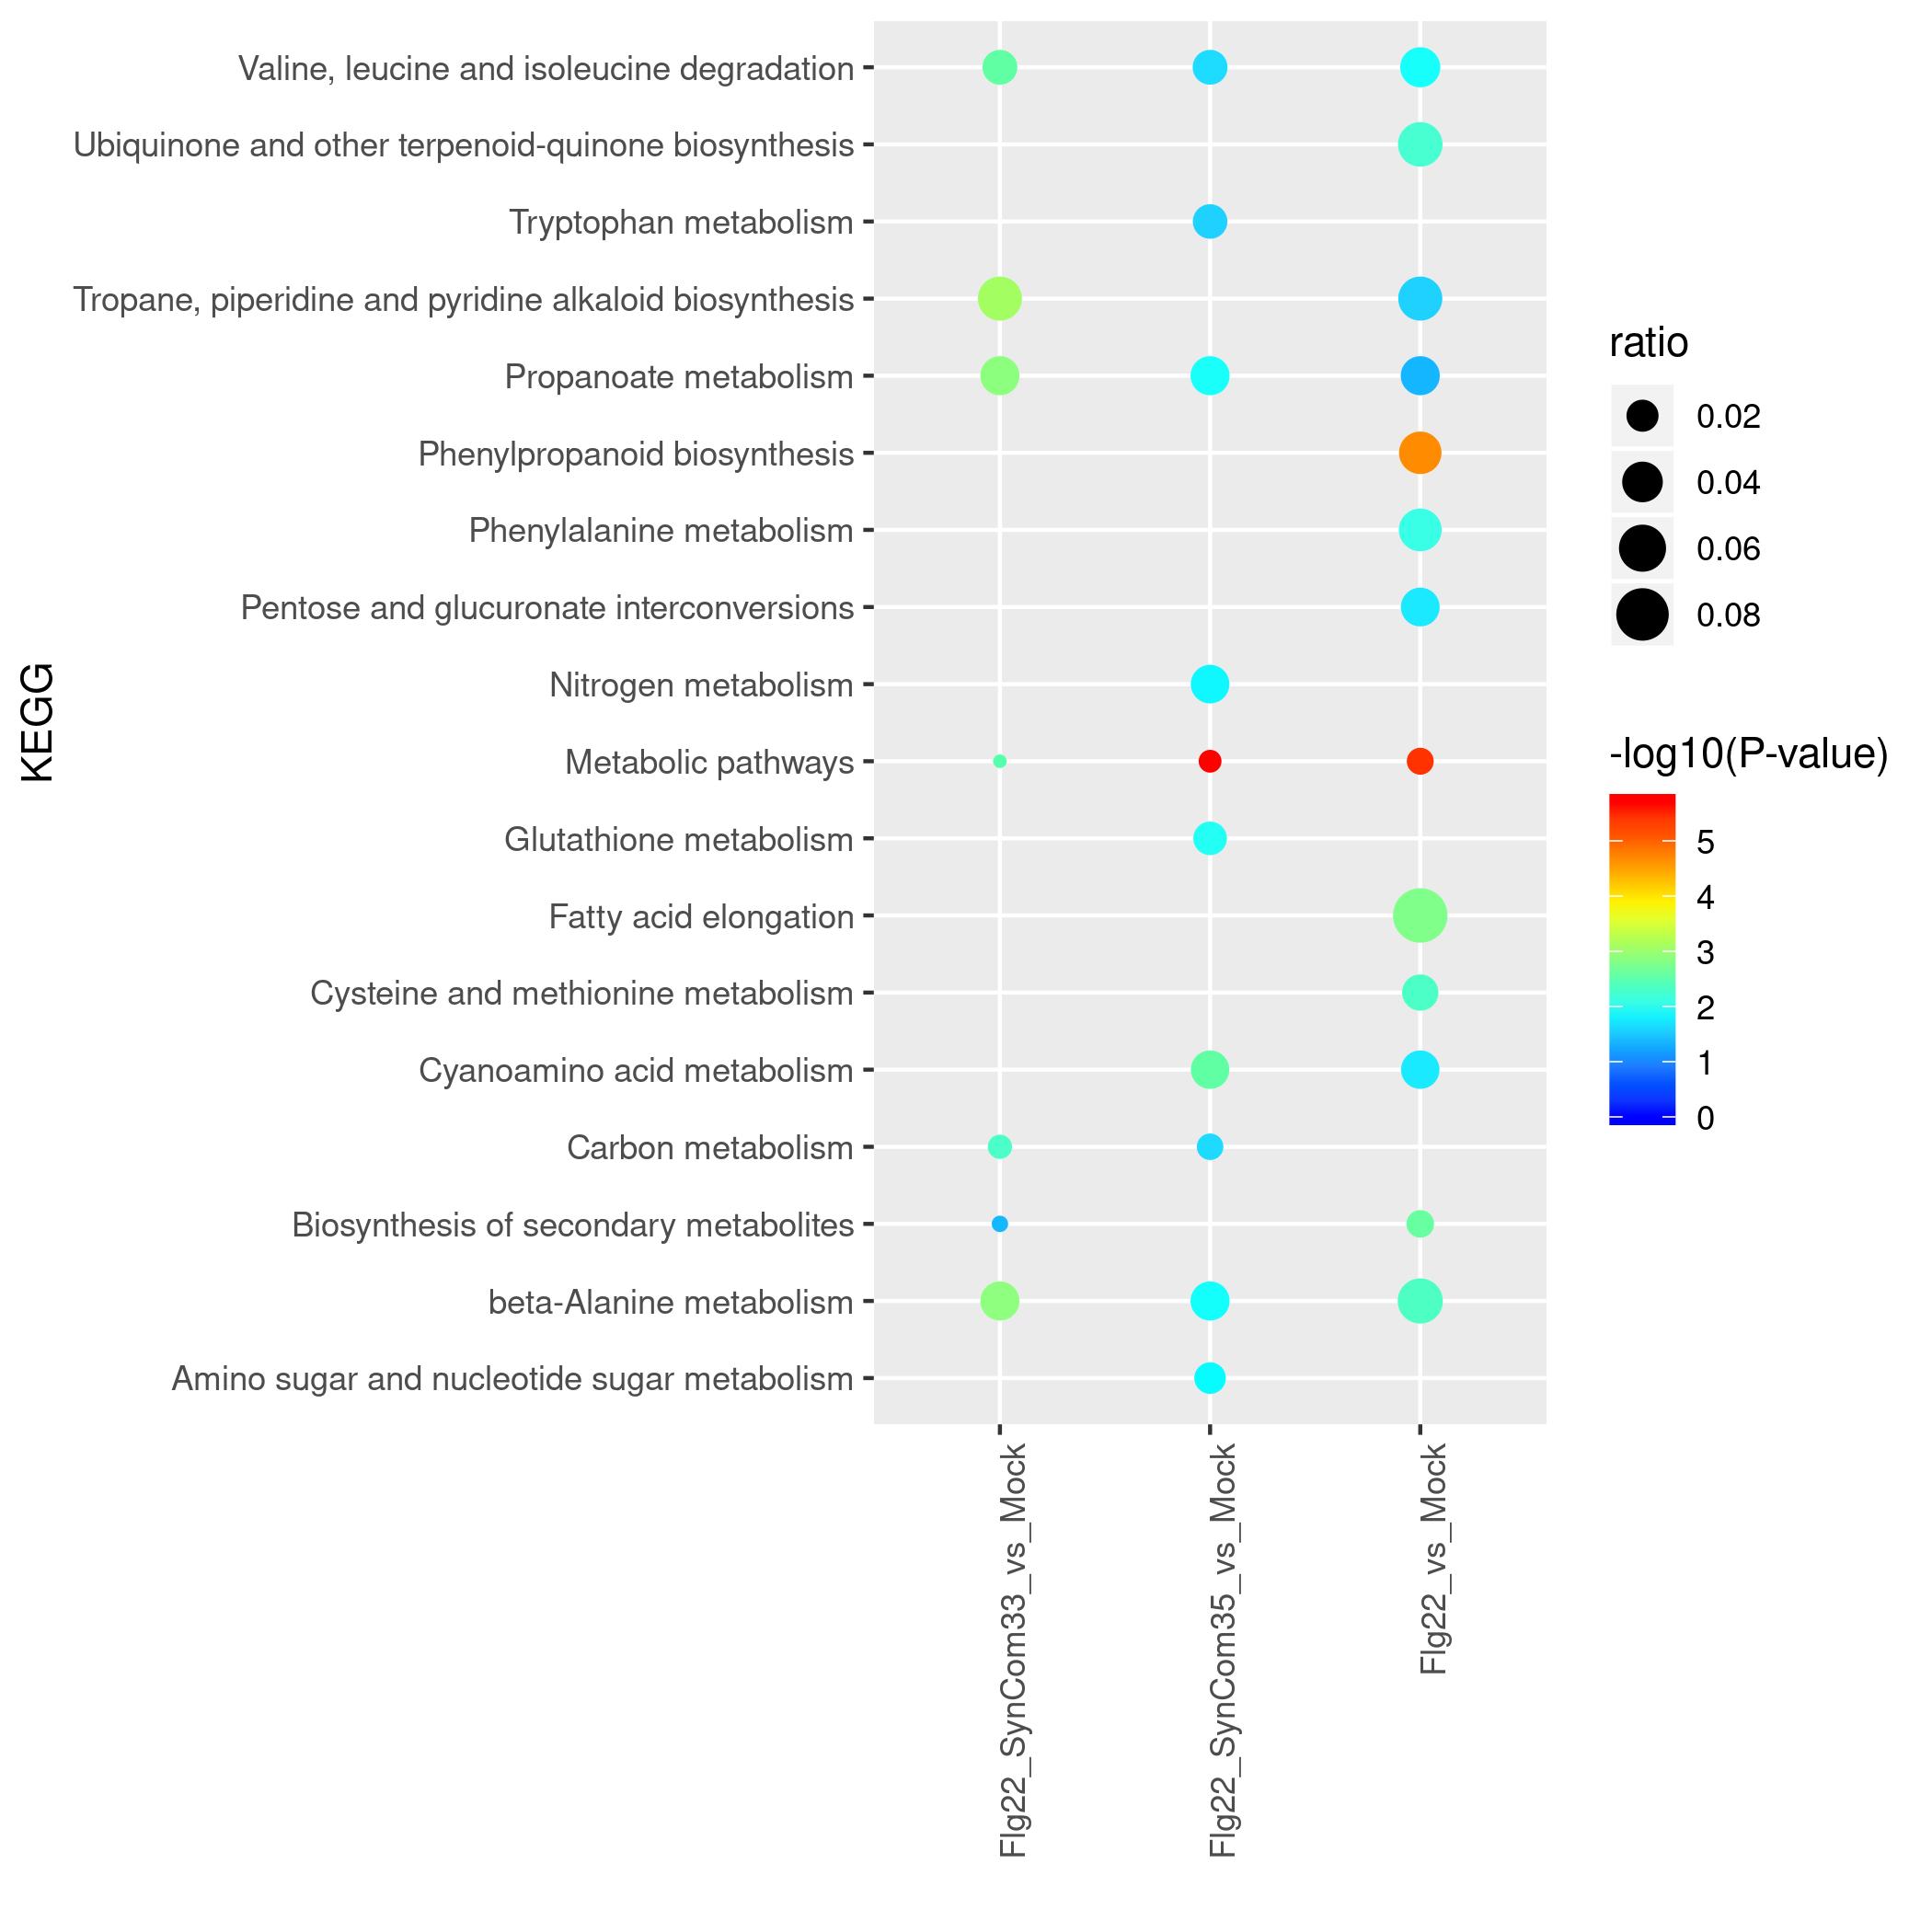 Valine, leucine and isoleucine degradation
Ubiquinone and other terpenoid-quinone biosynthesis
Tryptophan metabolism
Tropane, piperidine and pyridine alkaloid biosynthesis
Propanoate metabolism
Phenylpropanoid biosynthesis
Phenylalanine metabolism
Pentose and glucuronate interconversions
Nitrogen metabolism
Metabolic pathways
Glutathione metabolism
Fatty acid elongation
Cysteine and methionine metabolism
Cyanoamino acid metabolism
Carbon metabolism
Biosynthesis of secondary metabolites
beta-Alanine metabolism
Amino sugar and nucleotide sugar metabolism
KEGG
Flg22_SynCom33_vs_Mock
Flg22_SynCom35_vs_Mock
Flg22_vs_Mock
ratio
0.02
0.04
0.06
0.08
-log10(P-value)
5
4
3
2
1
0